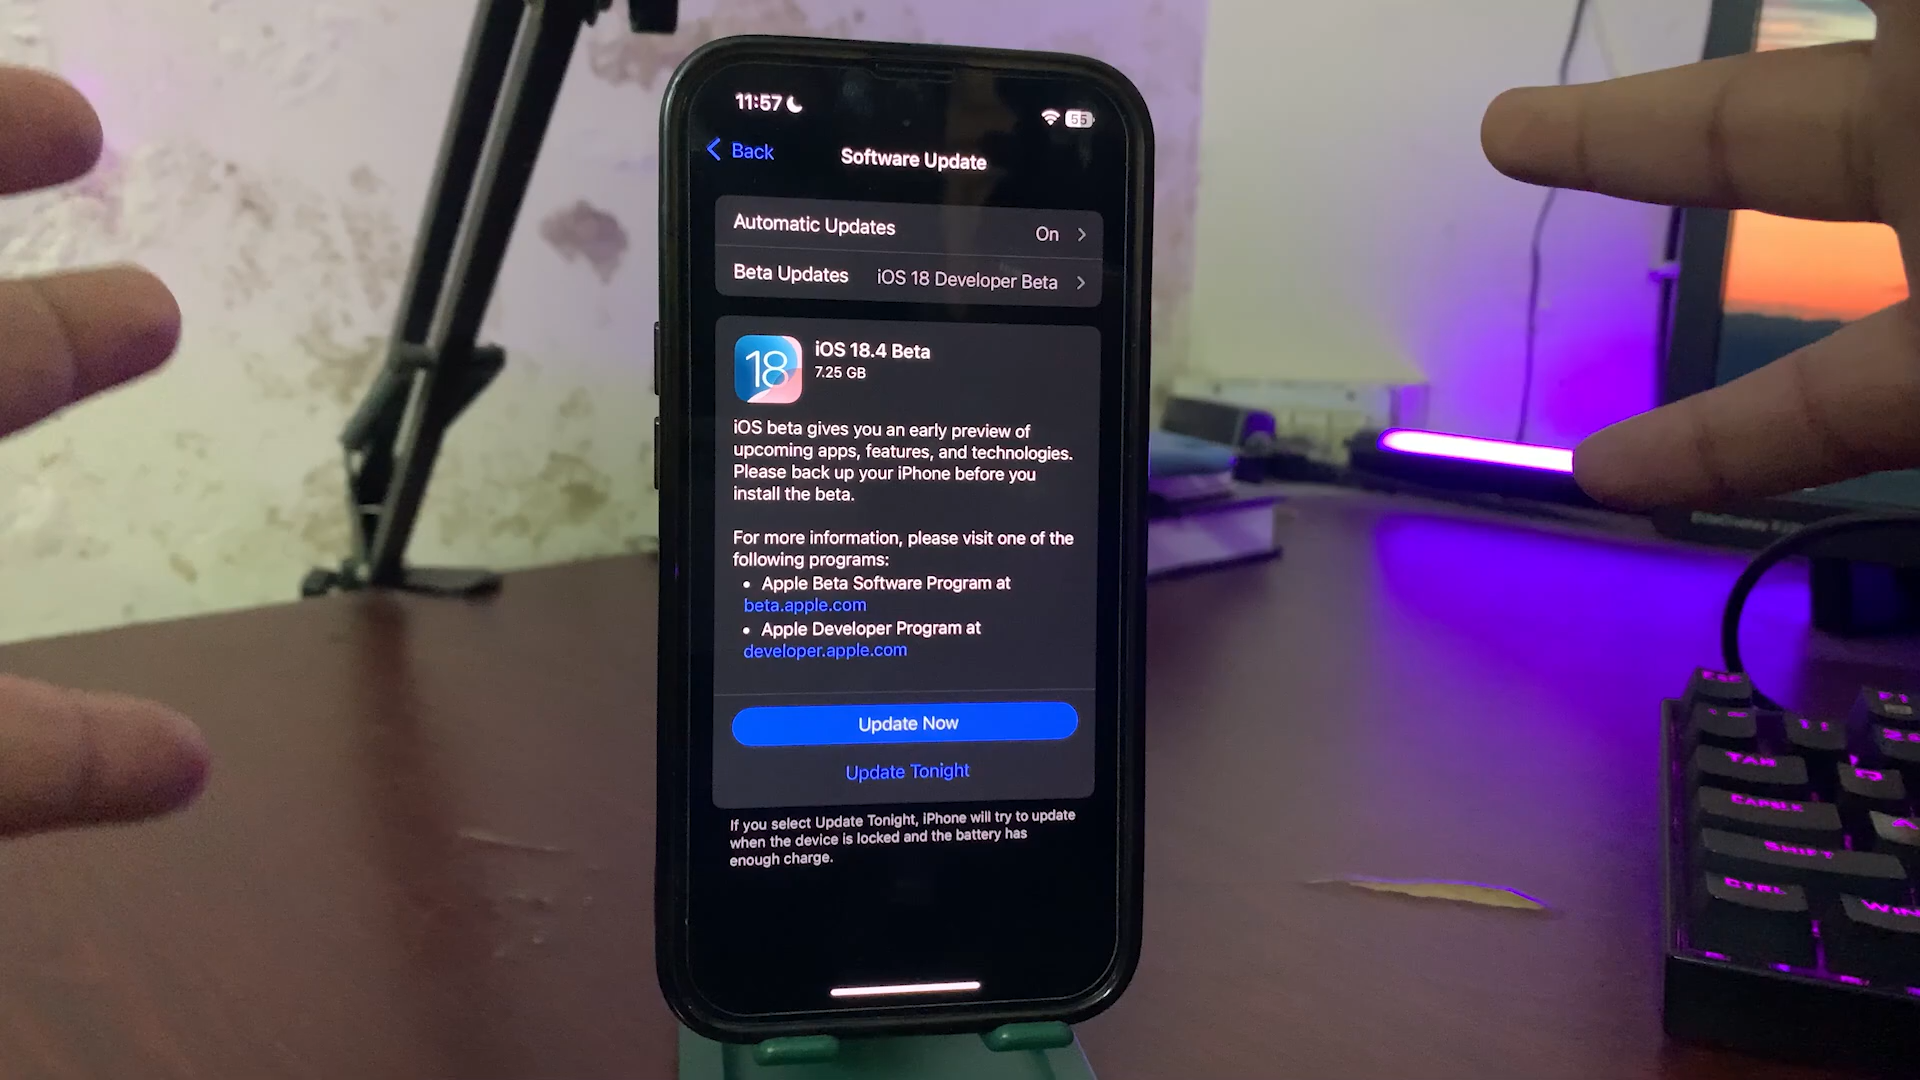 11:57
55
Back
Software Update
Automatic Updates On
Beta Updates iOS 18 Developer Beta
18
iOS 18.4 Beta
7.25 GB
iOS beta gives you an early preview of
upcoming apps, features, and technologies.
Please back up your iPhone before you
install the beta.
For more information, please visit one of the
following programs:
• Apple Beta Software Program at
beta.apple.com
• Apple Developer Program at
developer.apple.com
Update Now
Update Tonight
If you select Update Tonight, iPhone will try to update
when the device is locked and the battery has
enough charge.
ESC
F1
TAB
CAPSLK
A
SHIFT
CTRL
WIN